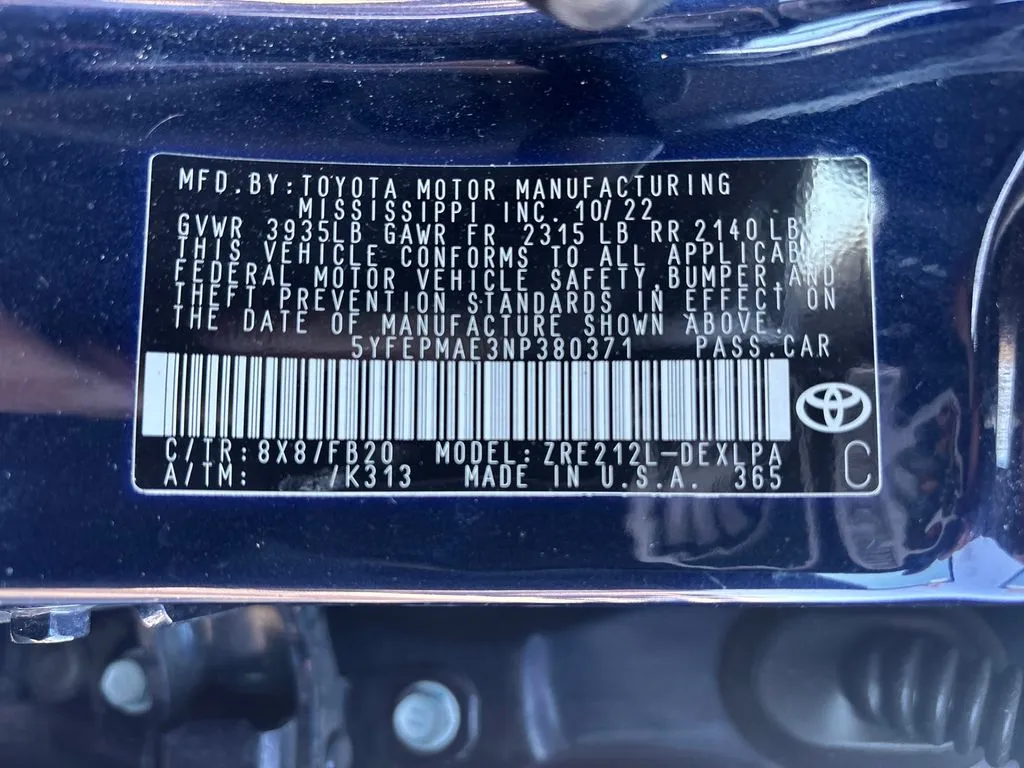 MFD.BY:TOYOTA MOTOR MANUFACTURING
MISSISSIPPI INC. 10/22
GVWR 3935LB GAWR FR 2315 LB RR 2140 LB
THIS VEHICLE CONFORMS TO ALL APPLICABLE
FEDERAL MOTOR VEHICLE SAFETY,BUMPER,AND
THEFT PREVENTION STANDARDS IN EFFECT ON
THE DATE OF MANUFACTURE SHOWN ABOVE.
5YFEPMAE3NP380371 PASS.CAR
C/TR:8X8/FB20 MODEL:ZRE212L-DEXLPA
A/TM: /K313 MADE IN U.S.A. 365 C